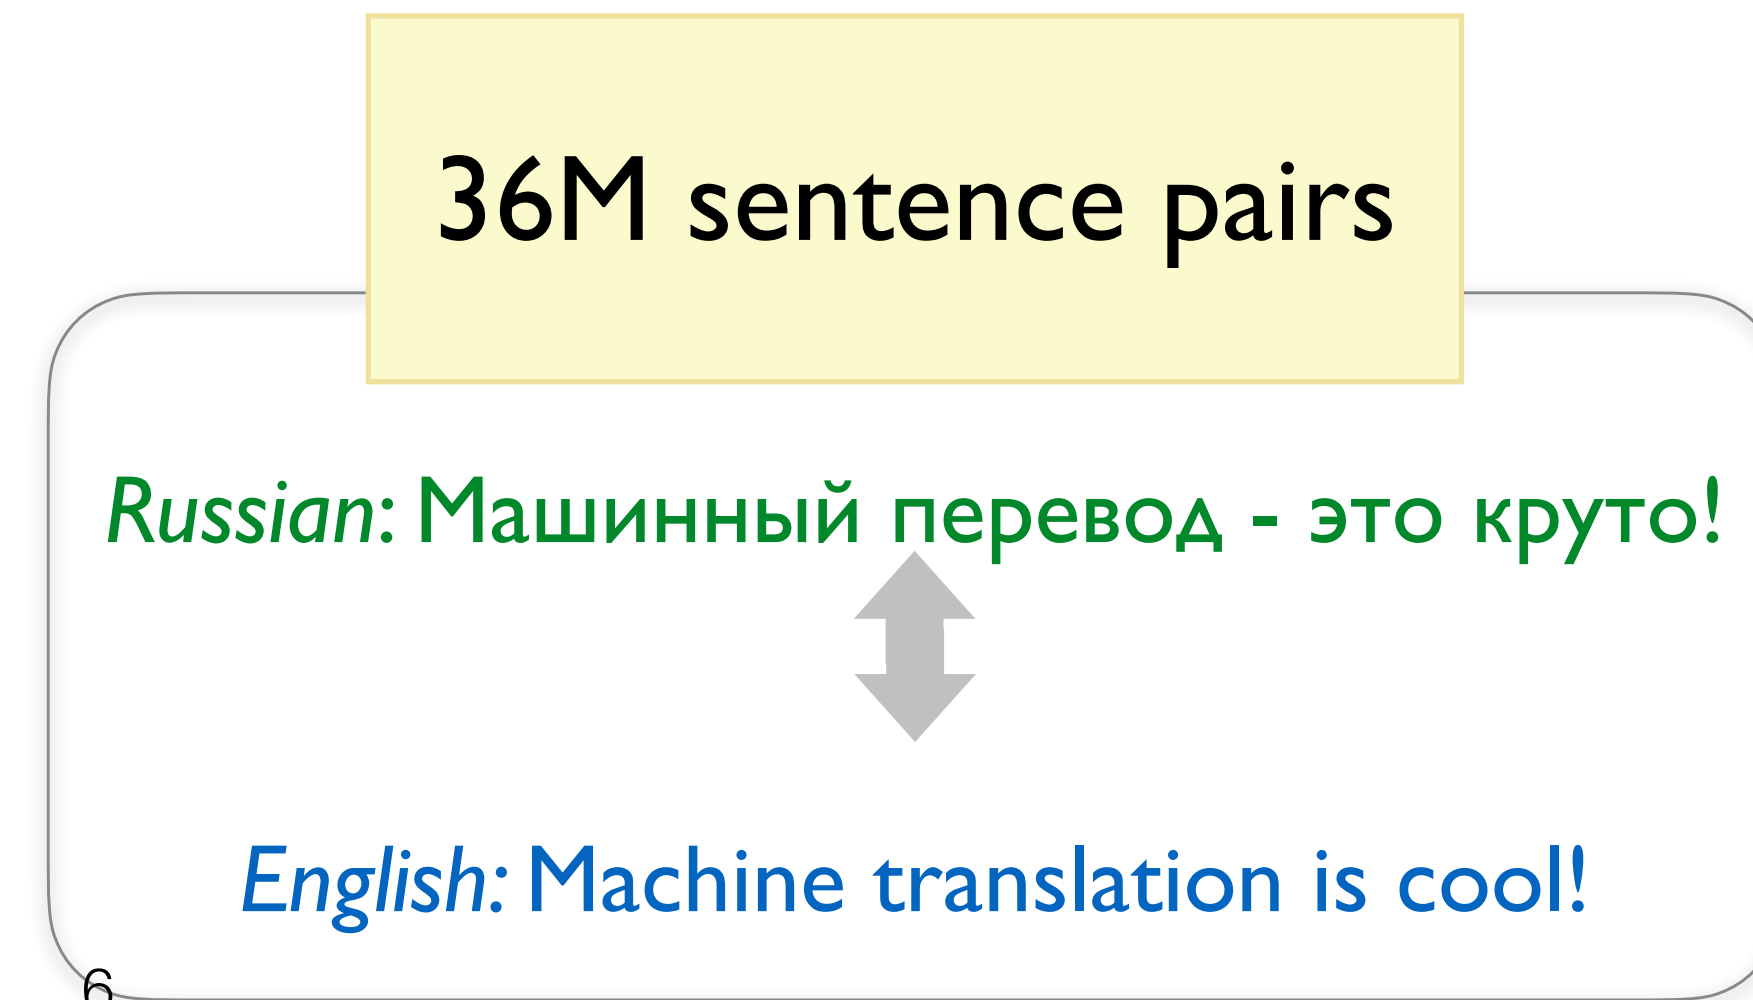 36M sentence pairs
Russian: Машинный перевод - это круто!
English: Machine translation is cool!
6